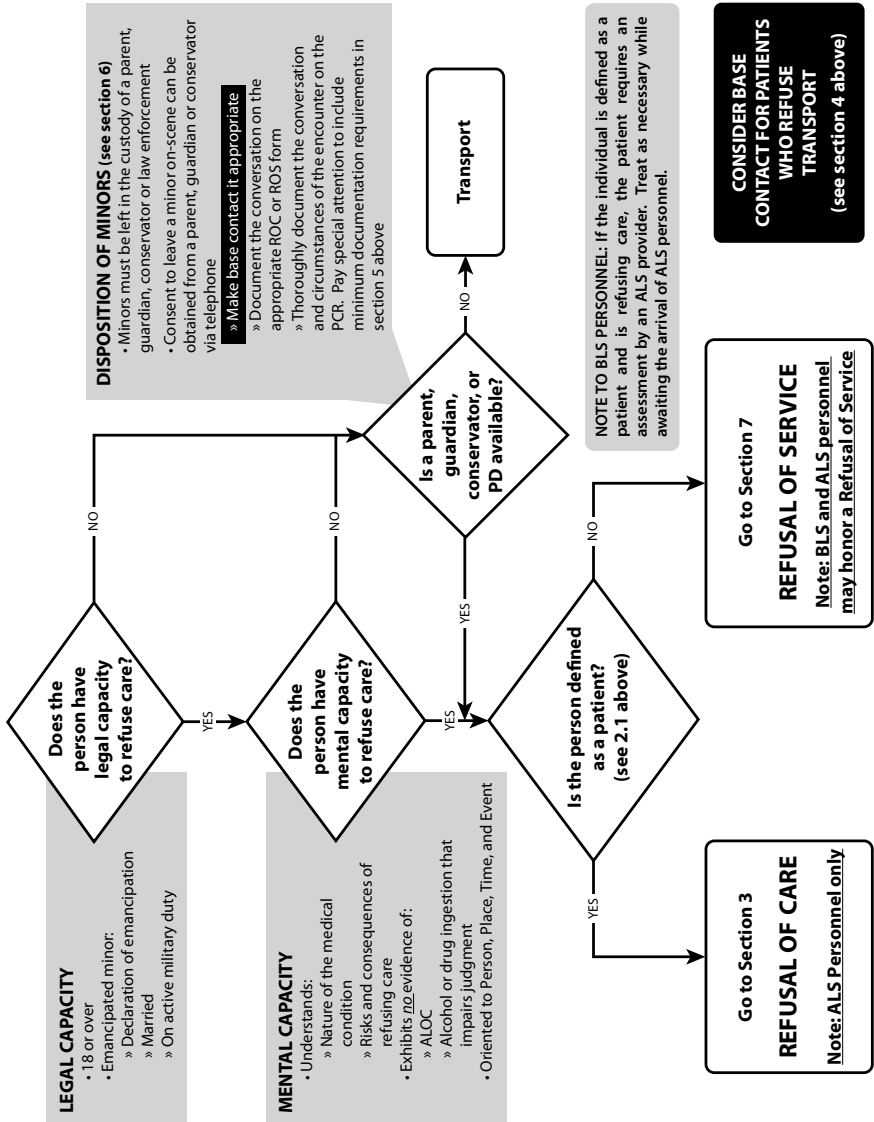 LEGAL CAPACITY
• 18 or over
• Emancipated minor:
» Declaration of emancipation
» Married
» On active military duty
Does the
person have
legal capacity
to refuse care?
NO
YES
MENTAL CAPACITY
• Understands:
» Nature of the medical
condition
» Risks and consequences of
refusing care
• Exhibits no evidence of:
» ALOC
» Alcohol or drug ingestion that
impairs judgment
• Oriented to Person, Place, Time, and Event
Does the
person have
mental capacity
to refuse care?
NO
YES
DISPOSITION OF MINORS (see section 6)
• Minors must be left in the custody of a parent,
guardian, conservator or law enforcement
• Consent to leave a minor on-scene can be
obtained from a parent, guardian or conservator
via telephone
» Make base contact it appropriate
» Document the conversation on the
appropriate ROC or ROS form
» Thoroughly document the conversation
and circumstances of the encounter on the
PCR. Pay special attention to include
minimum documentation requirements in
section 5 above
Is a parent,
guardian,
conservator, or
PD available?
NO
Transport
YES
Is the person defined
as a patient?
(see 2.1 above)
YES
NO
NOTE TO BLS PERSONNEL: If the individual is defined as a
patient and is refusing care, the patient requires an
assessment by an ALS provider. Treat as necessary while
awaiting the arrival of ALS personnel.
Go to Section 3
REFUSAL OF CARE
Note: ALS Personnel only
Go to Section 7
REFUSAL OF SERVICE
Note: BLS and ALS personnel
may honor a Refusal of Service
CONSIDER BASE
CONTACT FOR PATIENTS
WHO REFUSE
TRANSPORT
(see section 4 above)